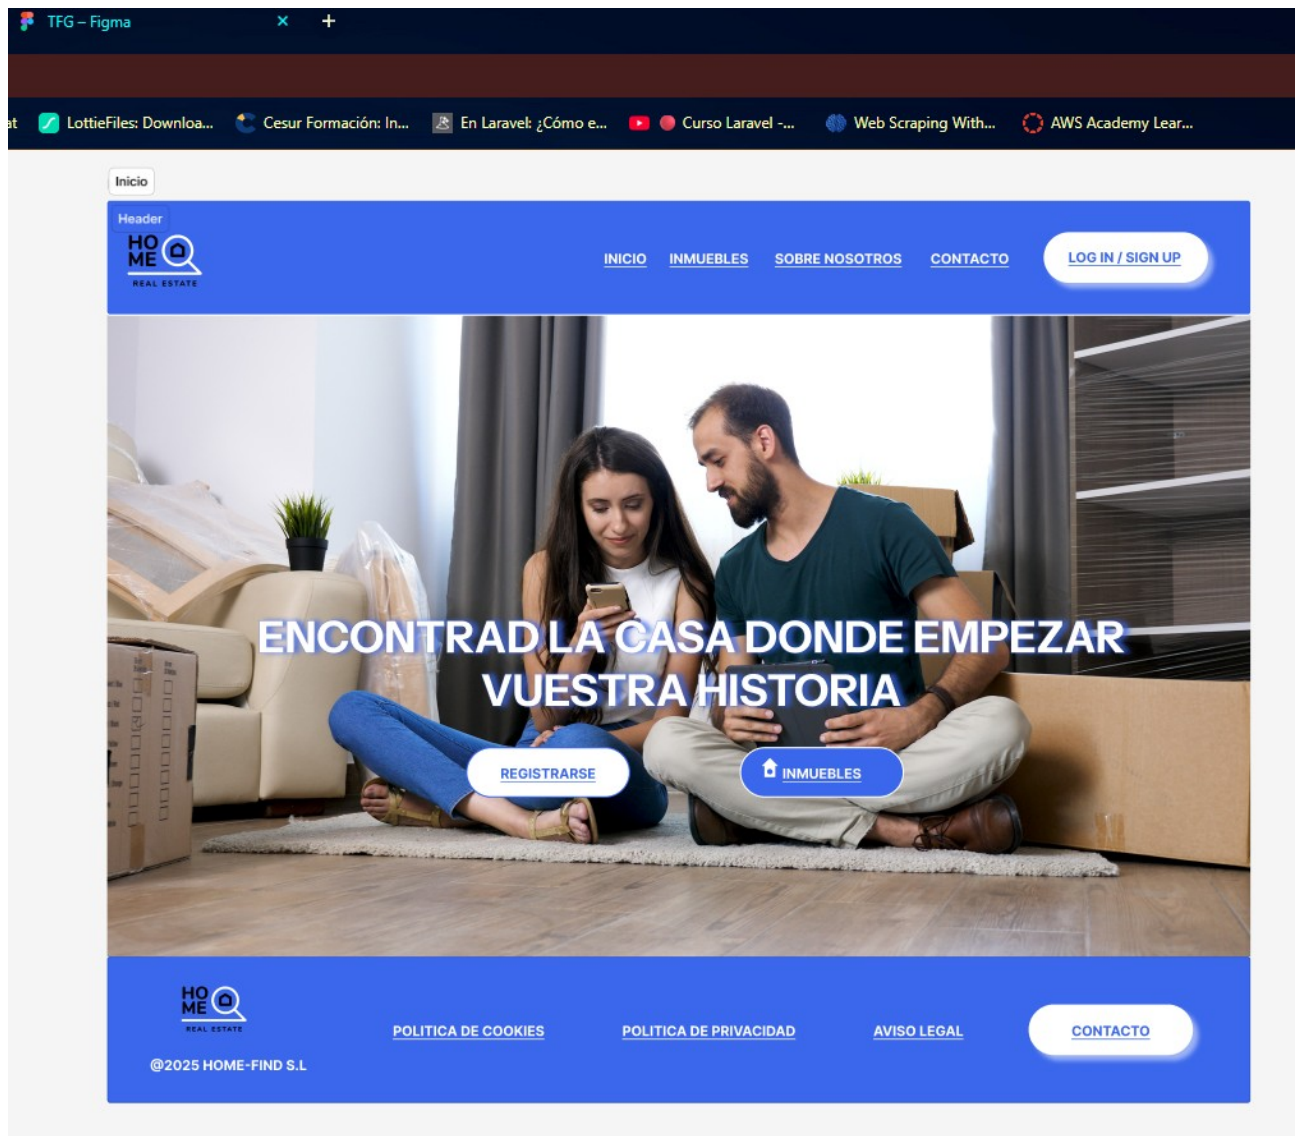 TFG – Figma × +
at LottieFiles: Downloa... Cesur Formación: In... En Laravel: ¿Cómo e... Curso Laravel -... Web Scraping With... AWS Academy Lear...
Inicio
Header
HO
ME
REAL ESTATE
INICIO INMUEBLES SOBRE NOSOTROS CONTACTO LOG IN / SIGN UP
ENCONTRAD LA CASA DONDE EMPEZAR
VUESTRA HISTORIA
REGISTRARSE INMUEBLES
HO
ME
REAL ESTATE
POLITICA DE COOKIES POLITICA DE PRIVACIDAD AVISO LEGAL CONTACTO
@2025 HOME-FIND S.L